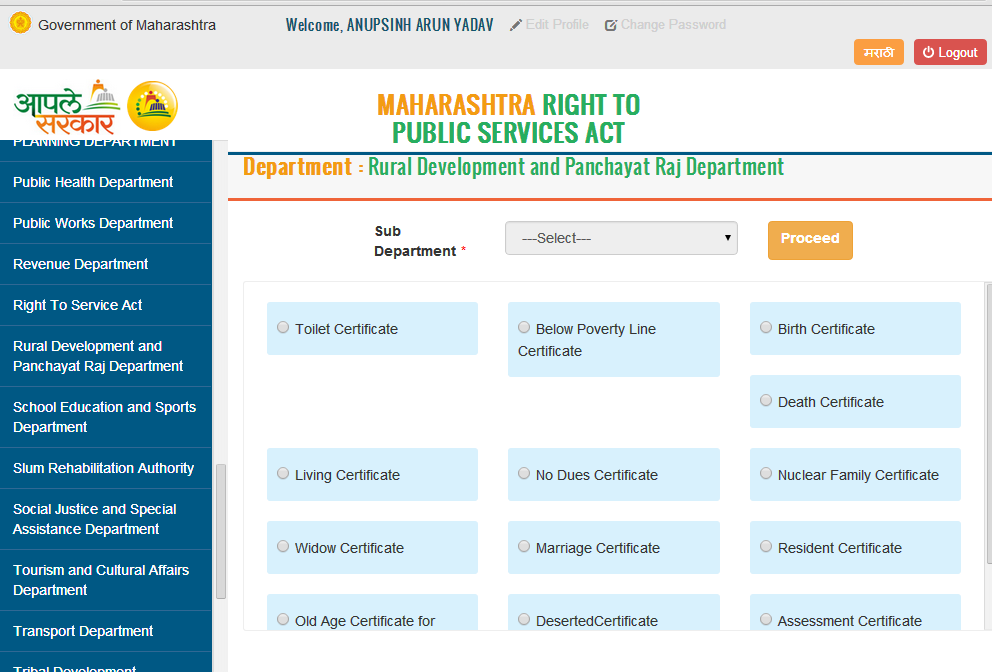 Government of Maharashtra
Welcome, ANUPSINH ARUN YADAV
Edit Profile
Change Password
मराठी
Logout
आपले
सरकार
MAHARASHTRA RIGHT TO
PUBLIC SERVICES ACT
PLANNING DEPARTMENT
Public Health Department
Public Works Department
Revenue Department
Right To Service Act
Rural Development and
Panchayat Raj Department
School Education and Sports
Department
Slum Rehabilitation Authority
Social Justice and Special
Assistance Department
Tourism and Cultural Affairs
Department
Transport Department
Tribal Development
Department : Rural Development and Panchayat Raj Department
Sub
Department *
---Select---
Proceed
Toilet Certificate
Below Poverty Line
Certificate
Birth Certificate
Death Certificate
Living Certificate
No Dues Certificate
Nuclear Family Certificate
Widow Certificate
Marriage Certificate
Resident Certificate
Old Age Certificate for
DesertedCertificate
Assessment Certificate